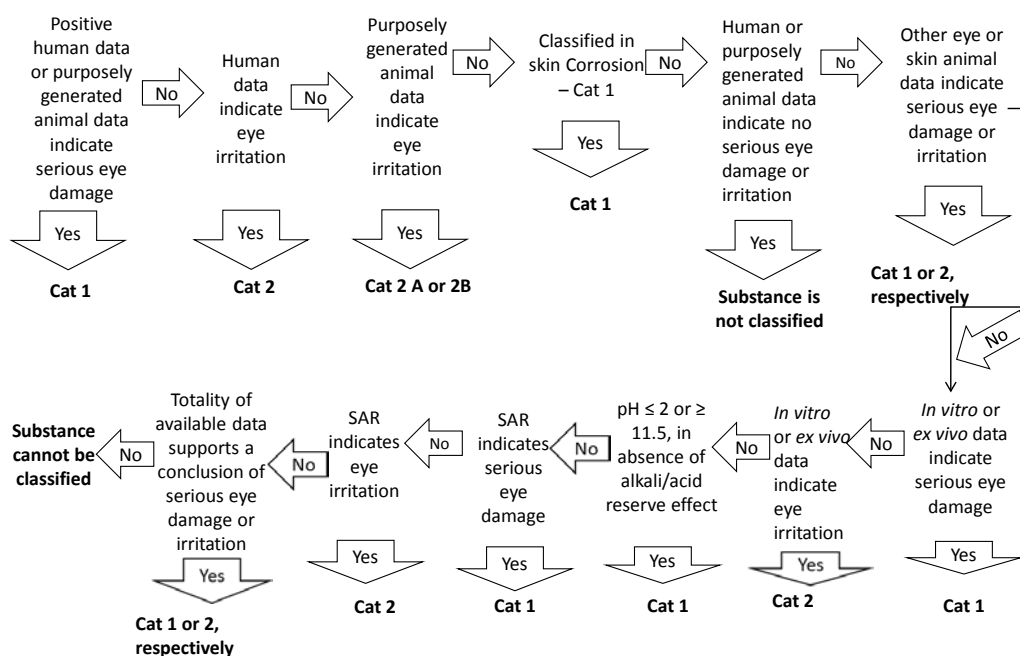 Positive
human data
or purposely
generated
animal data
indicate
serious eye
damage
No
Human
data
indicate
eye
irritation
No
Purposely
generated
animal
data
indicate
eye
irritation
No
Classified in
skin Corrosion
– Cat 1
No
Human or
purposely
generated
animal data
indicate no
serious eye
damage or
irritation
No
Other eye or
skin animal
data indicate
serious eye
damage or
irritation
Yes
Cat 1
Yes
Cat 2
Yes
Cat 2 A or 2B
Yes
Cat 1
Yes
Substance is
not classified
Yes
Cat 1 or 2,
respectively
No
In vitro or
ex vivo data
indicate
serious eye
damage
No
In vitro
or ex vivo
data
indicate
eye
irritation
No
pH ≤ 2 or ≥
11.5, in
absence of
alkali/acid
reserve effect
No
SAR
indicates
serious
eye
damage
No
SAR
indicates
eye
irritation
No
Totality of
available data
supports a
conclusion of
serious eye
damage or
irritation
No
Substance
cannot be
classified
Yes
Cat 1
Yes
Cat 2
Yes
Cat 1
Yes
Cat 1
Yes
Cat 2
Yes
Cat 1 or 2,
respectively